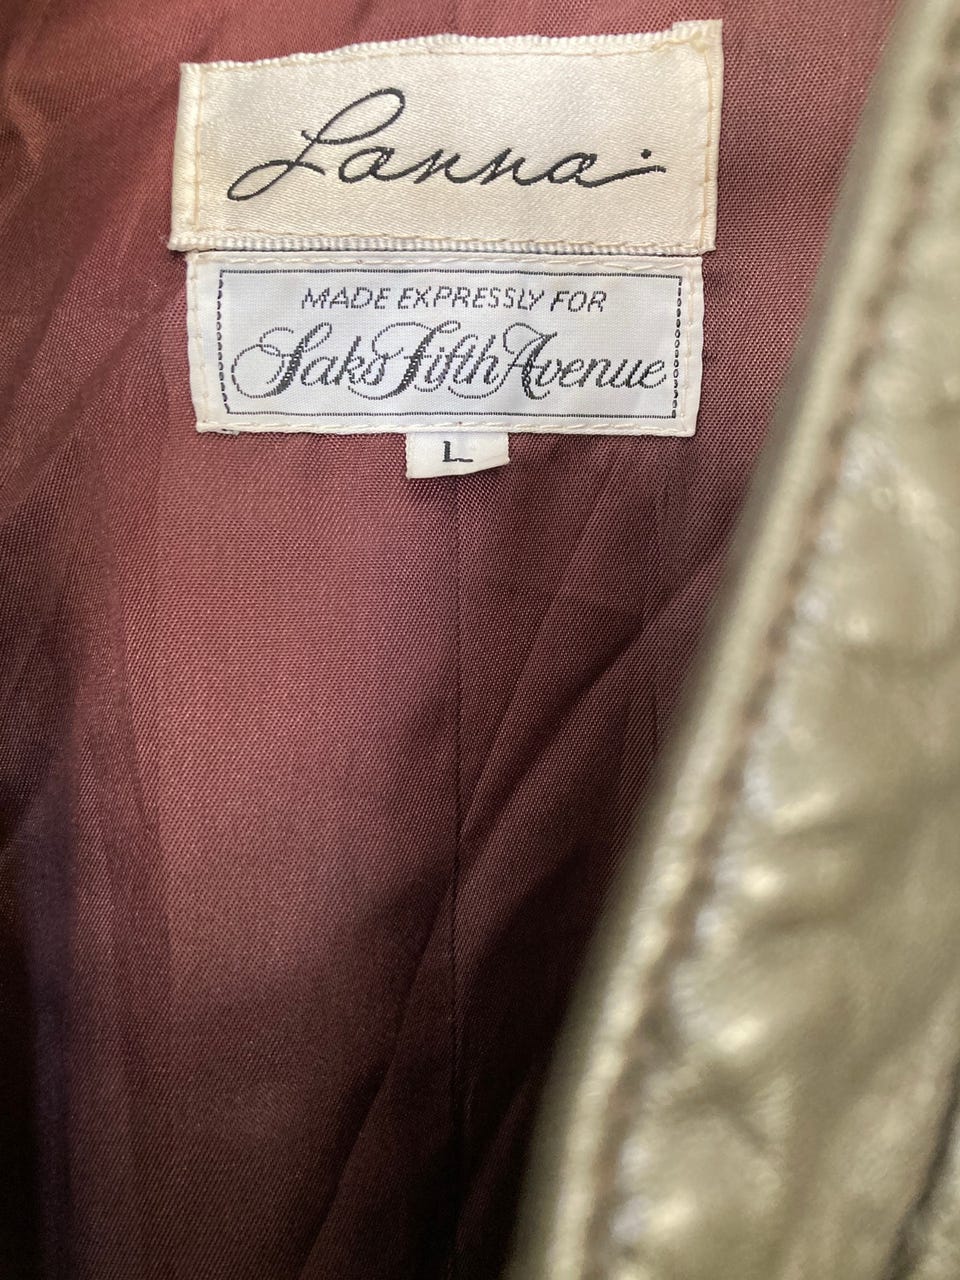 Lanna
MADE EXPRESSLY FOR
Saks Fifth Avenue
L